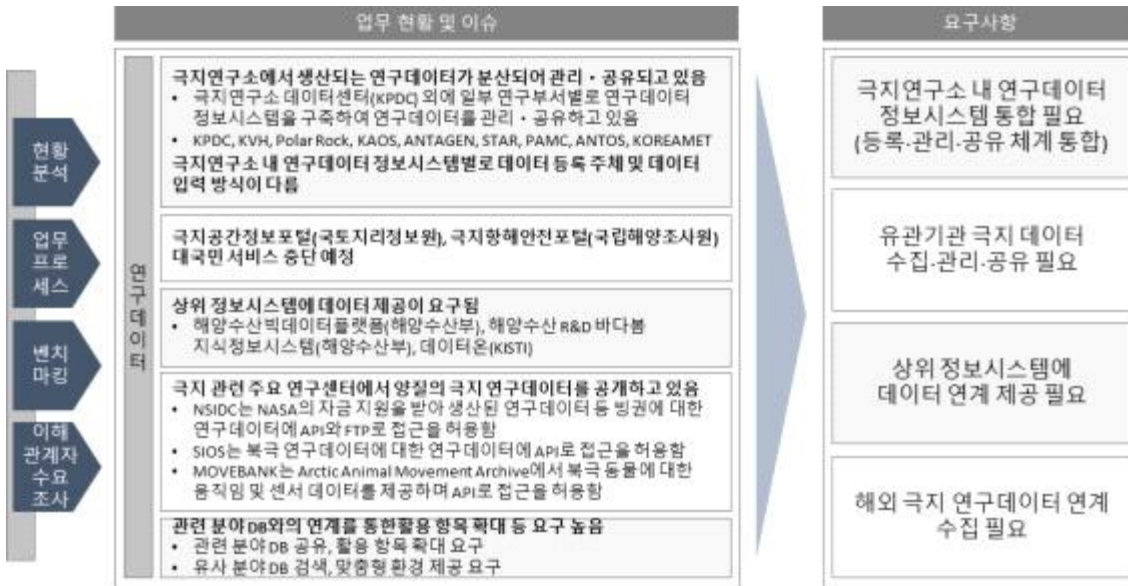 업무 현황 및 이슈
요구사항
현황
분석
업무
프로
세스
벤치
마킹
이해
관계자
수요
조사
연구데이터
극지연구소에서 생산되는 연구데이터가 분산되어 관리・공유되고 있음
• 극지연구소 데이터센터(KPDC) 외에 일부 연구부서별로 연구데이터
정보시스템을 구축하여 연구데이터를 관리・공유하고 있음
• KPDC, KVH, Polar Rock, KAOS, ANTAGEN, STAR, PAMC, ANTOS, KOREAMET
극지연구소 내 연구데이터 정보시스템별로 데이터 등록 주체 및 데이터
입력 방식이 다름
극지공간정보포털(국토지리정보원), 극지항해안전포털(국립해양조사원)
대국민 서비스 중단 예정
상위 정보시스템에 데이터 제공이 요구됨
• 해양수산빅데이터플랫폼(해양수산부), 해양수산 R&D 바다봄
지식정보시스템(해양수산부), 데이터온(KISTI)
극지 관련 주요 연구센터에서 양질의 극지 연구데이터를 공개하고 있음
• NSIDC는 NASA의 자금 지원을 받아 생산된 연구데이터 등 빙권에 대한
연구데이터에 API와 FTP로 접근을 허용함
• SIOS는 북극 연구데이터에 대한 연구데이터에 API로 접근을 허용함
• MOVEBANK는 Arctic Animal Movement Archive에서 북극 동물에 대한
움직임 및 센서 데이터를 제공하며 API로 접근을 허용함
관련 분야 DB와의 연계를 통한활용 항목 확대 등 요구 높음
• 관련 분야 DB 공유, 활용 항목 확대 요구
• 유사 분야 DB 검색, 맞춤형 환경 제공 요구
극지연구소 내 연구데이터
정보시스템 통합 필요
(등록·관리·공유 체계 통합)
유관기관 극지 데이터
수집·관리·공유 필요
상위 정보시스템에
데이터 연계 제공 필요
해외 극지 연구데이터 연계
수집 필요